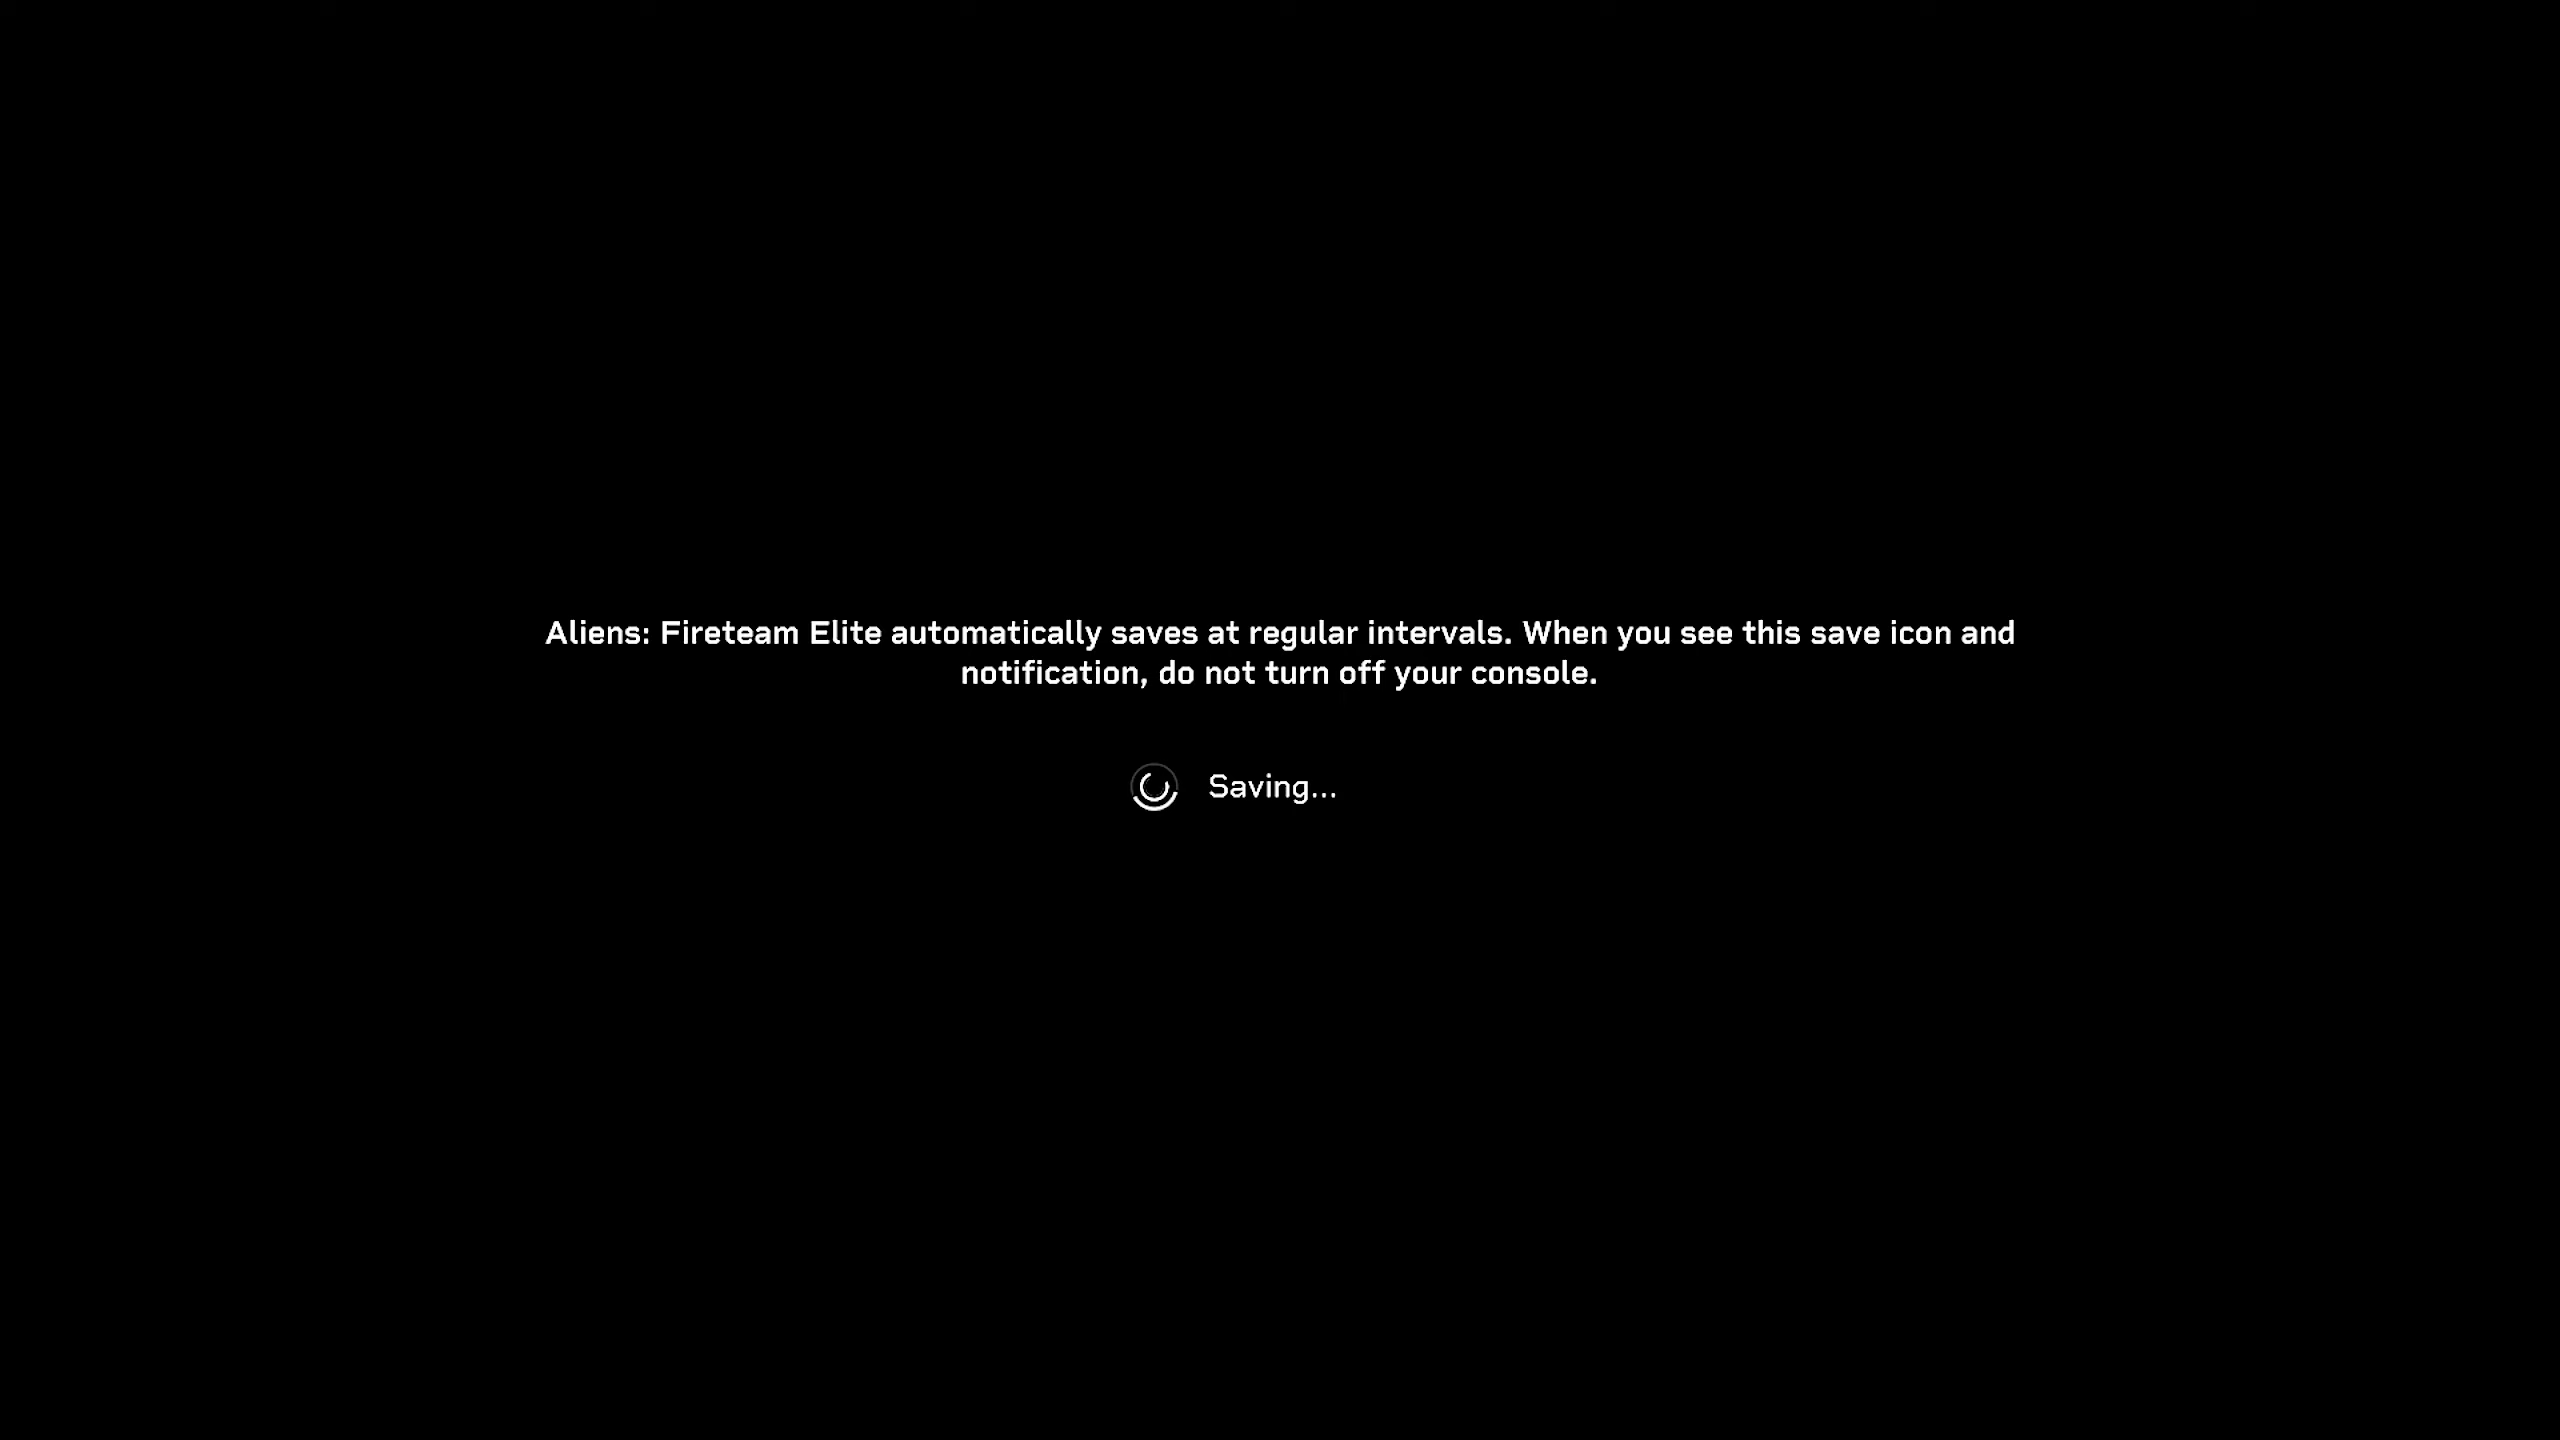 Aliens: Fireteam Elite automatically saves at regular intervals. When you see this save icon and
notification, do not turn off your console.
Saving...